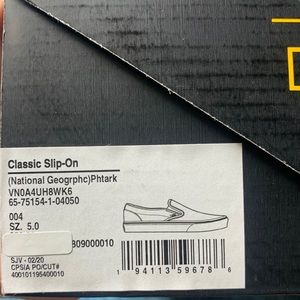 Classic Slip-On
(National Geogrphc)Phtark
VN0A4UH8WK6
65-75154-1-04050
004
SZ. 5.0
809000010
SJV - 02/20
CPSIA PO/CUT#
400101195400010
1 94113 59678 6